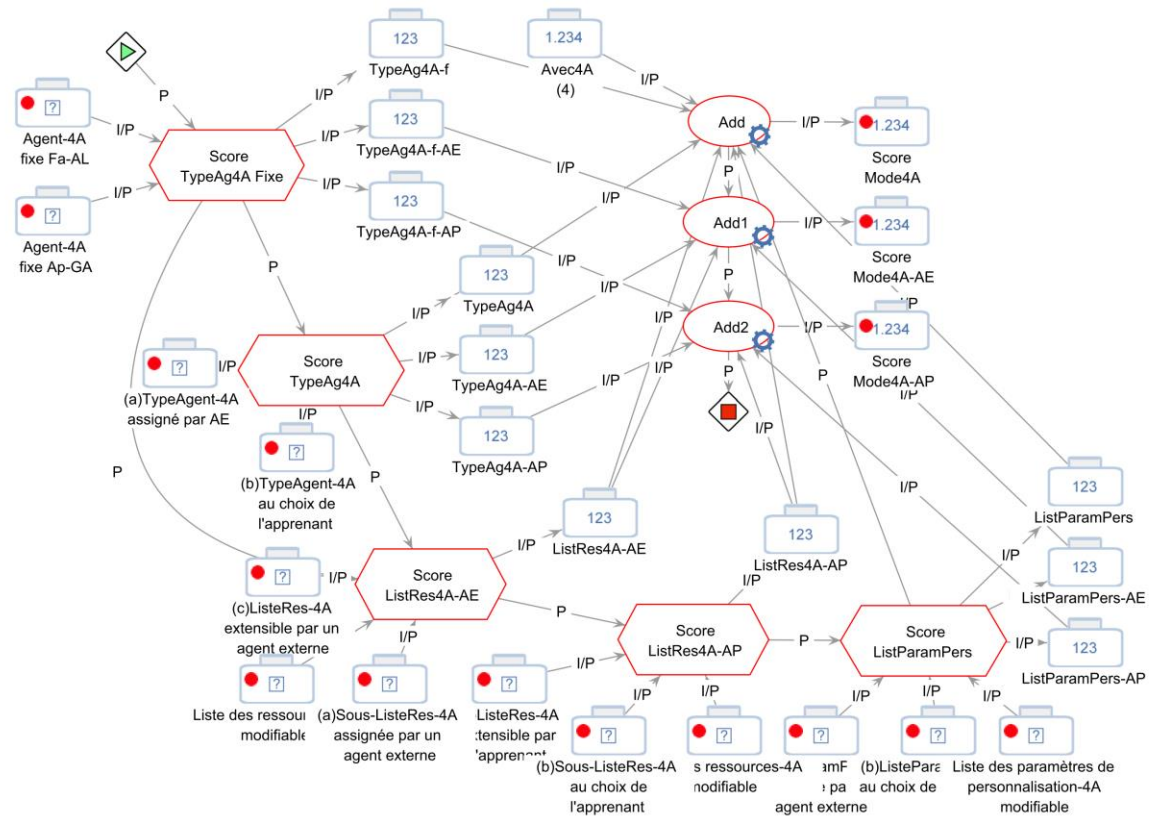 123
TypeAg4A-f
1.234
Avec4A
(4)
P
I/P
I/P
?
I/P
Agent-4A
fixe Fa-AL
Score
TypeAg4A Fixe
I/P
123
TypeAg4A-f-AE
I/P
Add
I/P
1.234
Score
Mode4A
?
I/P
Agent-4A
fixe Ap-GA
I/P
123
TypeAg4A-f-AP
I/P
I/P
P
Add1
I/P
1.234
Score
Mode4A-AE
P
I/P
123
TypeAg4A
I/P
I/P
P
I/P
I/P
Add2
I/P
1.234
Score
Mode4A-AP
I/P
?
I/P
(a)TypeAgent-4A
assigné par AE
Score
TypeAg4A
I/P
123
TypeAg4A-AE
I/P
I/P
I/P
P
P
I/P
I/P
?
(b)TypeAgent-4A
au choix de
l'apprenant
I/P
123
TypeAg4A-AP
I/P
P
P
I/P
123
ListRes4A-AE
I/P
123
ListRes4A-AP
I/P
I/P
123
ListParamPers
?
I/P
(c)ListeRes-4A
extensible par un
agent externe
Score
ListRes4A-AE
P
I/P
I/P
123
ListParamPers-AE
I/P
I/P
Score
ListRes4A-AP
P
Score
ListParamPers
I/P
123
ListParamPers-AP
?
Liste des
modifiable
?
(a)Sous-ListeRes-4A
assignée par un
agent externe
I/P
?
ListeRes-4A
par
I/P
?
(b)Sous-ListeRes-4A
au choix de
l'apprenant
I/P
?
ressources-4A
I/P
?
agent externe
I/P
?
au choix de
I/P
?
Liste des paramètres de
personnalisation-4A
modifiable